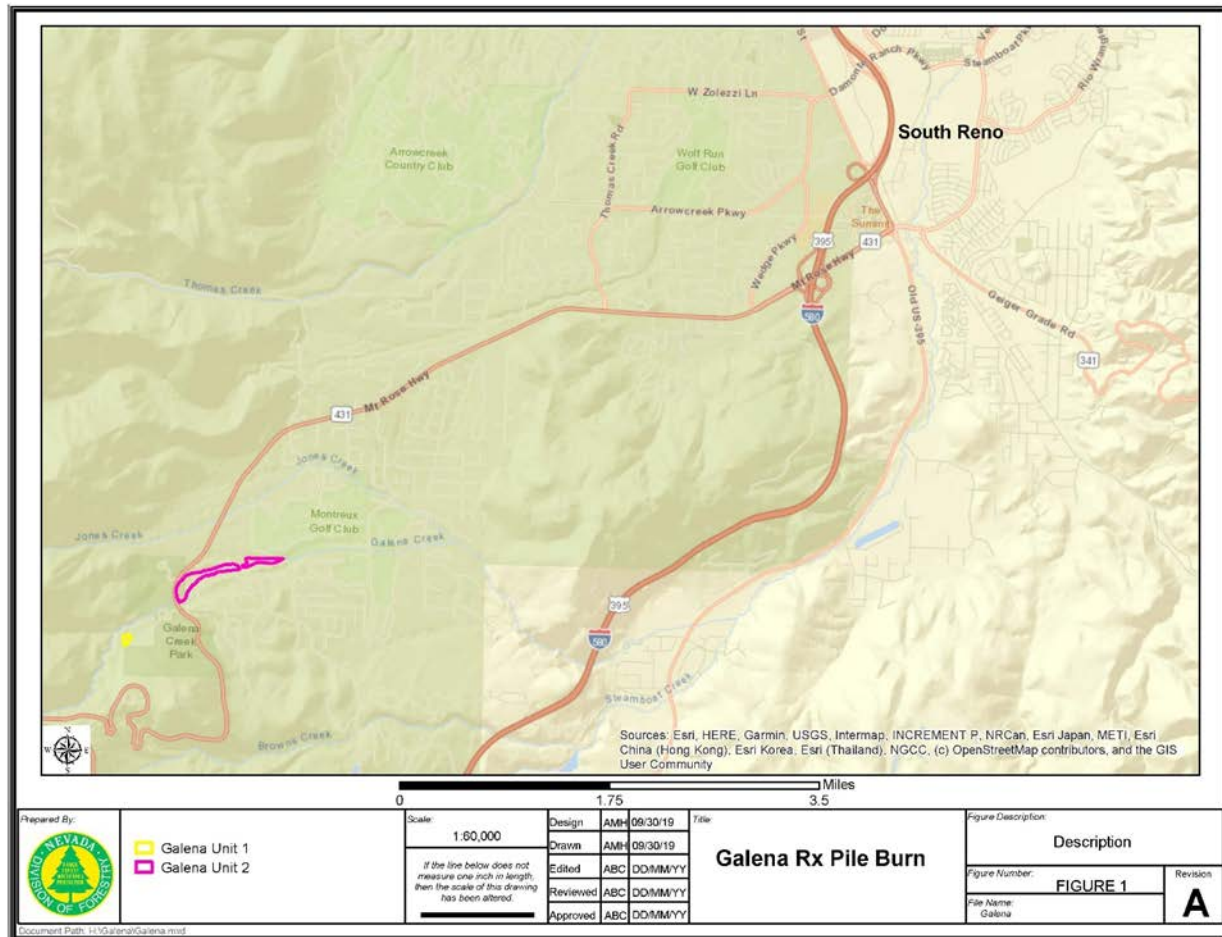 St
Damonte Ranch Pkwy
Steamboat Pkwy
Rio Wrangler
W Zolezzi Ln
South Reno
Arrowcreek
Country Club
Wolf Run
Golf Club
Thomas Creek Rd
Arrowcreek Pkwy
The
Summit
395
431
Wedge Pkwy
Mt Rose Hwy
Thomas Creek
580
Old US-395
Geiger Grade Rd
341
Mt Rose Hwy
431
Jones Creek
Montreux
Golf Club
Jones Creek
Galena Creek
395
Galena
Creek
Park
580
Steamboat Creek
Browns Creek
N
W E
S
Sources: Esri, HERE, Garmin, USGS, Intermap, INCREMENT P, NRCan, Esri Japan, METI, Esri
China (Hong Kong), Esri Korea, Esri (Thailand), NGCC, (c) OpenStreetMap contributors, and the GIS
User Community
Miles
0 1.75 3.5
Prepared By:
NEVADA
DIVISION OF FORESTRY
Galena Unit 1
Galena Unit 2
Scale:
1:60,000
If the line below does not
measure one inch in length,
then the scale of this drawing
has been altered.
Design AMH 09/30/19
Drawn AMH 09/30/19
Edited ABC DD/MM/YY
Reviewed ABC DD/MM/YY
Approved ABC DD/MM/YY
Title:
Galena Rx Pile Burn
Figure Description:
Description
Figure Number:
FIGURE 1
File Name:
Galena
Revision
A
Document Path: H:\Galena\Galena.mxd